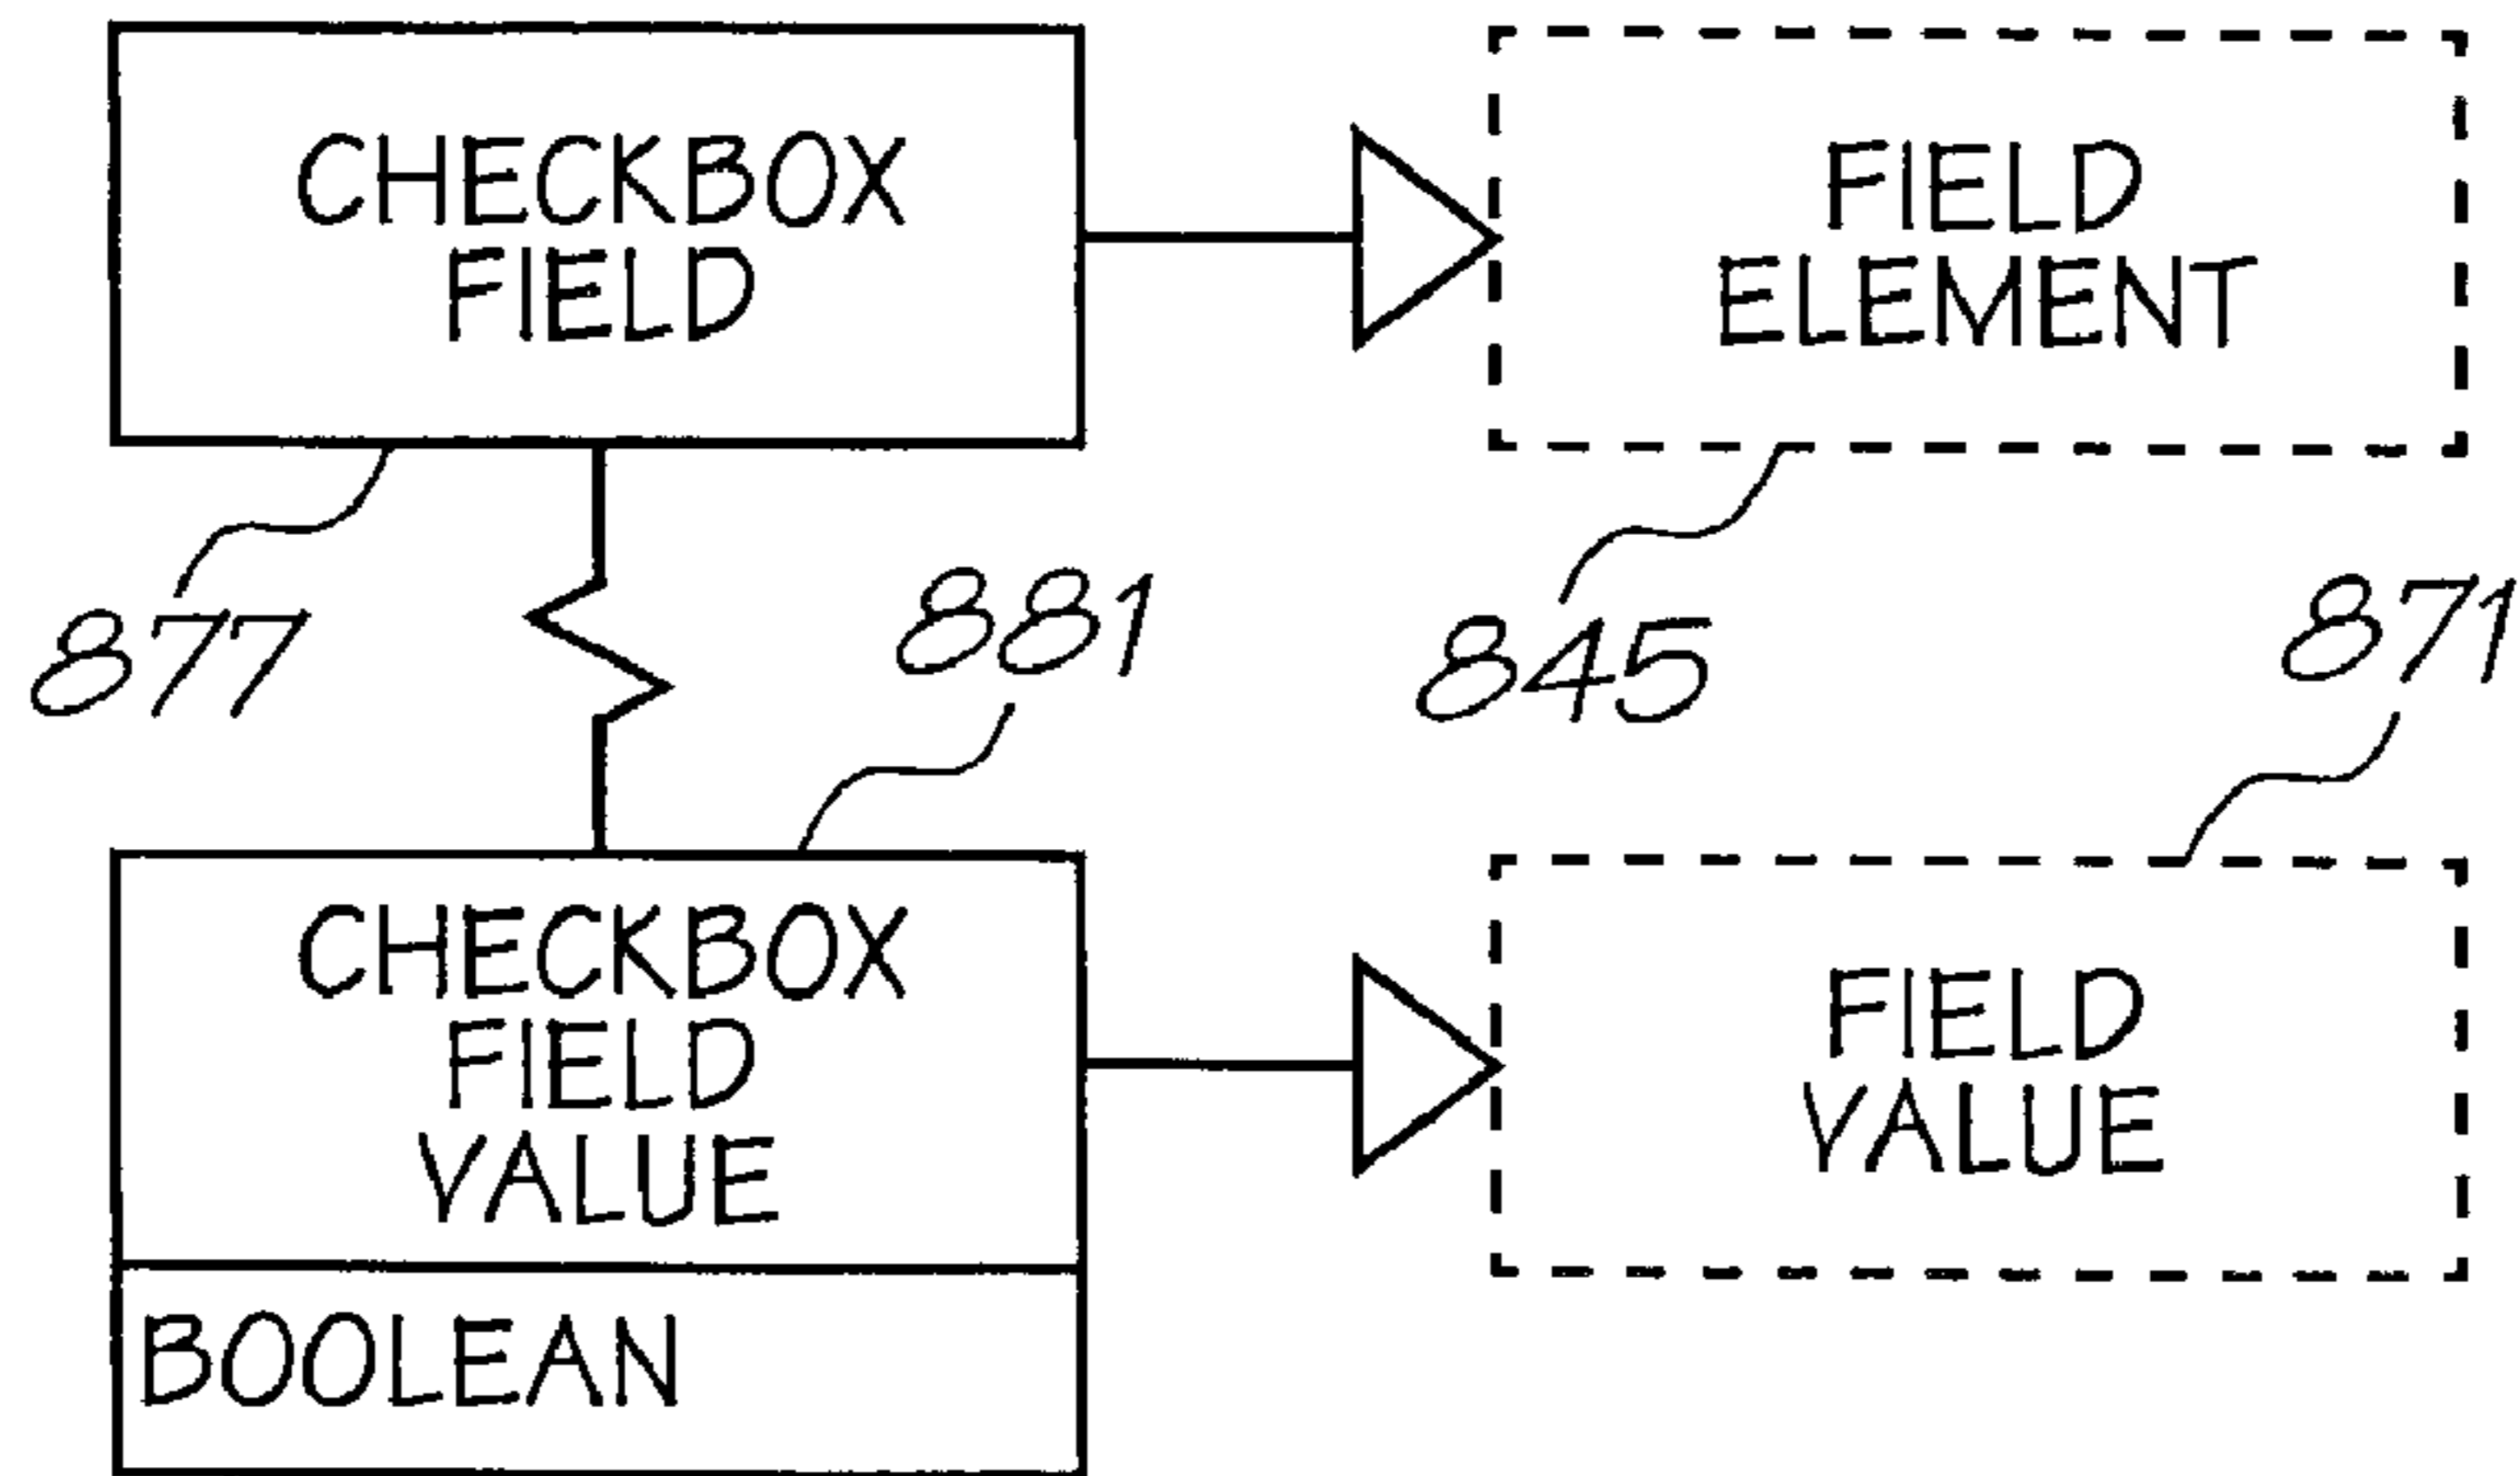 CHECKBOX
FIELD
FIELD
ELEMENT
877
881
845
871
CHECKBOX
FIELD
VALUE
BOOLEAN
FIELD
VALUE